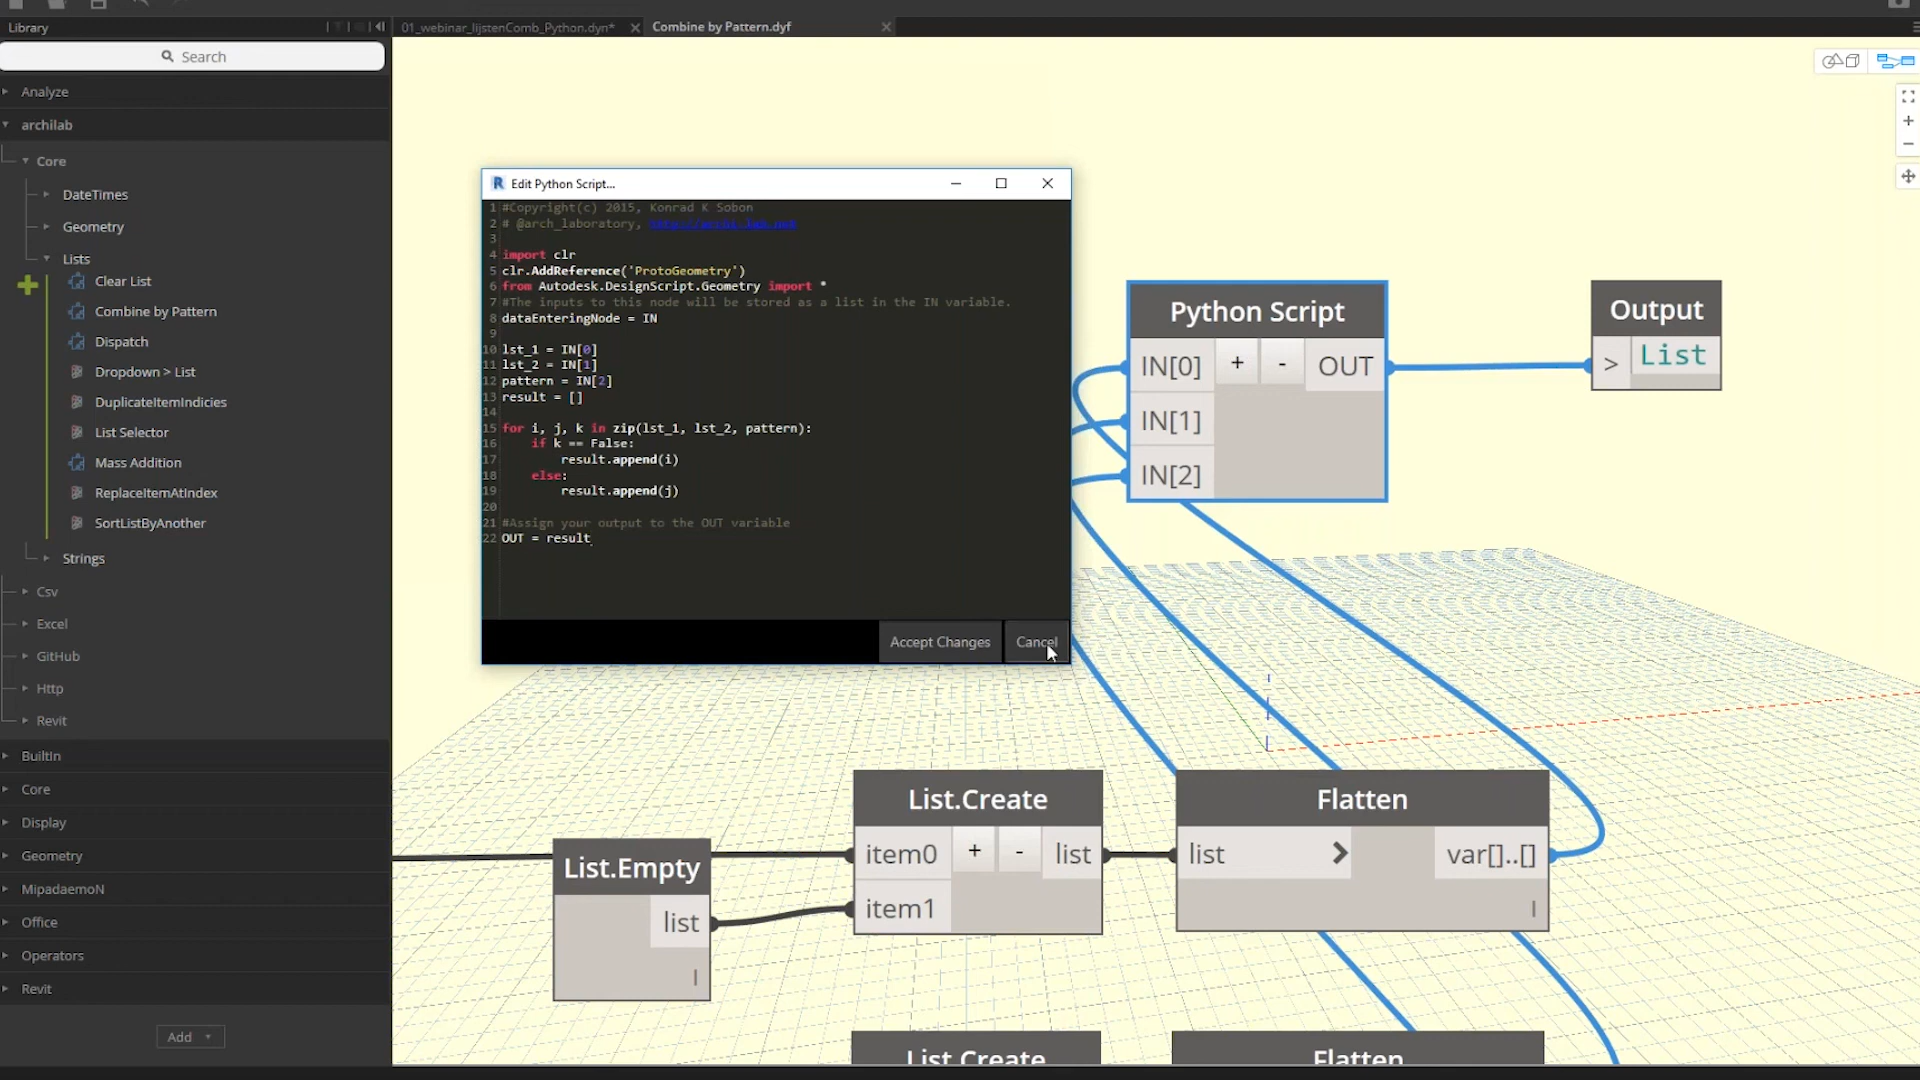 Library
01_webinar_lijstenComb_Python.dyn*
Combine by Pattern.dyf
Search
Analyze
archilab
Core
DateTimes
Geometry
Lists
Clear List
Combine by Pattern
Dispatch
Dropdown > List
DuplicateItemIndicies
List Selector
Mass Addition
ReplaceItemAtIndex
SortListByAnother
Strings
Csv
Excel
GitHub
Http
Revit
BuiltIn
Core
Display
Geometry
MipadaemoN
Office
Operators
Revit
Add
R Edit Python Script...
1 #Copyright(c) 2015, Konrad K Sobon
2 # @arch_laboratory,
3
4 import clr
5 clr.AddReference('ProtoGeometry')
6 from Autodesk.DesignScript.Geometry import *
7 #The inputs to this node will be stored as a list in the IN variable.
8 dataEnteringNode = IN
9
10 lst_1 = IN[0]
11 lst_2 = IN[1]
12 pattern = IN[2]
13 result = []
14
15 for i, j, k in zip(lst_1, lst_2, pattern):
16 if k == False:
17 result.append(i)
18 else:
19 result.append(j)
20
21 #Assign your output to the OUT variable
22 OUT = result
Accept Changes
Cancel
Python Script
IN[0] + - OUT
IN[1]
IN[2]
Output
> List
List.Empty
list
l
List.Create
item0 + - list
item1
Flatten
list > var[]..[]
l
List.Create
Flatten